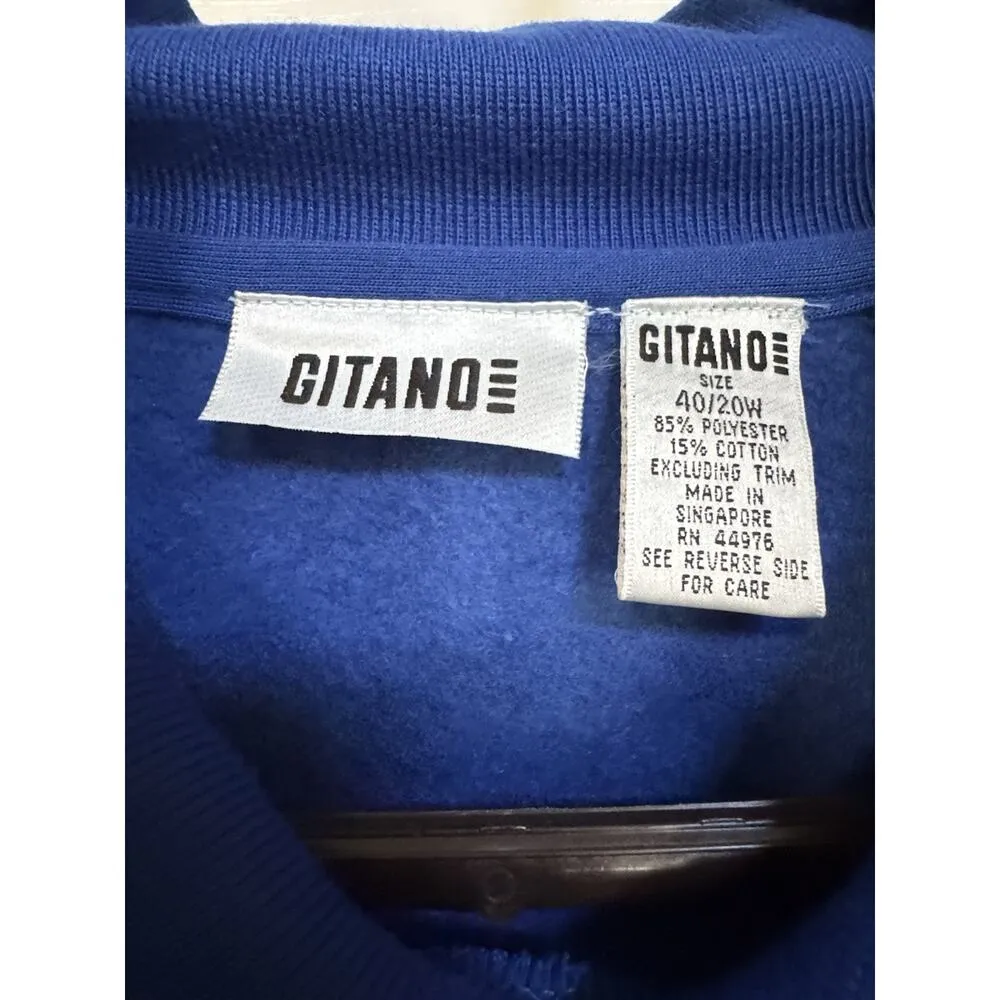 GITANO
GITANO
SIZE
40/20W
85% POLYESTER
15% COTTON
EXCLUDING TRIM
MADE IN
SINGAPORE
RN 44976
SEE REVERSE SIDE
FOR CARE